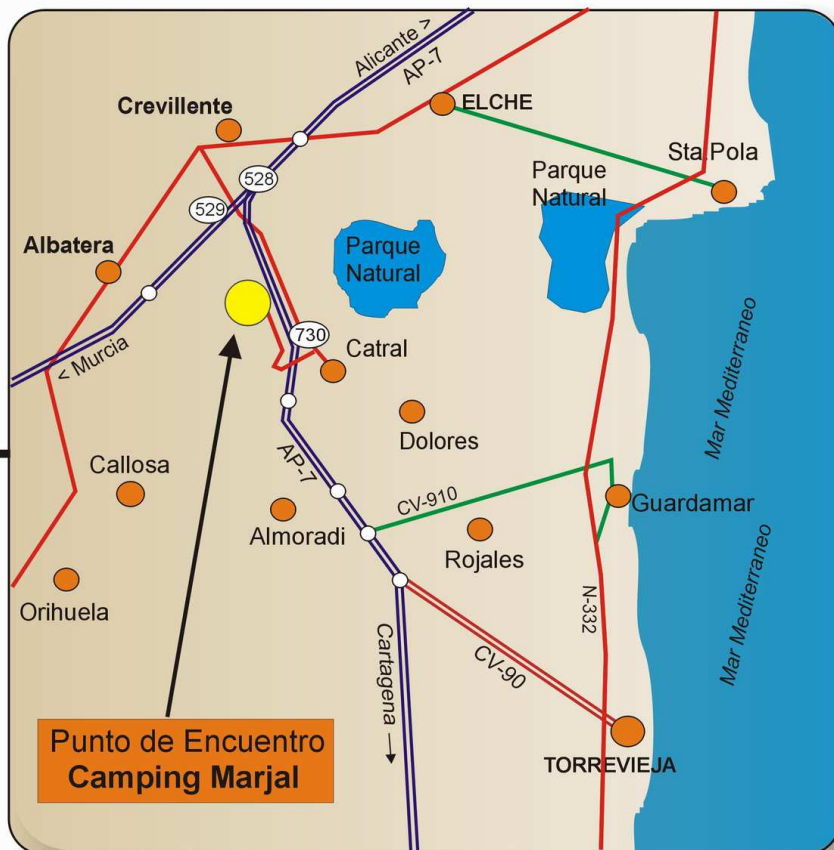 Alicante >
AP-7
Crevillente
ELCHE
Sta.Pola
Parque
Natural
528
529
Albatera
Parque
Natural
730
< Murcia
Catral
Mar Mediterraneo
Dolores
Callosa
AP-7
CV-910
Guardamar
Almoradi
Rojales
Orihuela
N-332
Mar Mediterraneo
Cartagena →
CV-90
Punto de Encuentro
Camping Marjal
TORREVIEJA